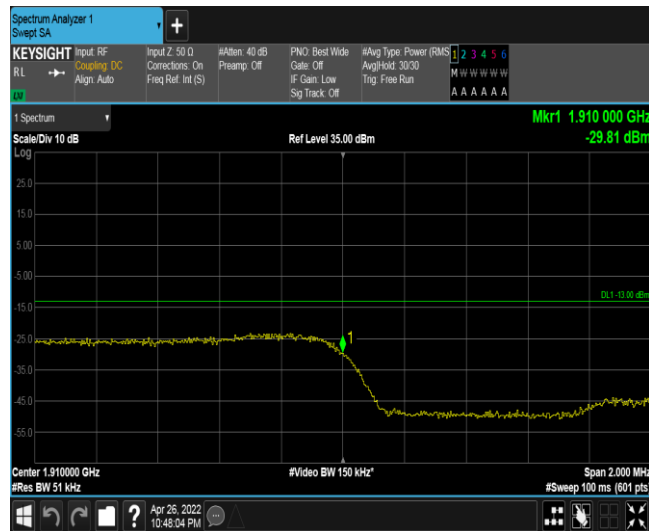 Spectrum Analyzer 1
Swept SA
KEYSIGHT
RL
Input: RF
Coupling: DC
Align: Auto
Input Z: 50 Ω
Corrections: On
Freq Ref: Int (S)
#Atten: 40 dB
Preamp: Off
PNO: Best Wide
Gate: Off
IF Gain: Low
Sig Track: Off
#Avg Type: Power (RMS
Avg|Hold: 30/30
Trig: Free Run
1 2 3 4 5 6
M W W W W W
A A A A A A
1 Spectrum
Mkr1 1.910 000 GHz
Scale/Div 10 dB
Ref Level 35.00 dBm
-29.81 dBm
Log
25.0
15.0
5.00
-5.00
DL1 -13.00 dBm
-15.0
-25.0
1
-35.0
-45.0
-55.0
Center 1.910000 GHz
#Video BW 150 kHz*
Span 2.000 MHz
#Res BW 51 kHz
#Sweep 100 ms (601 pts)
?
Apr 26, 2022
10:48:04 PM